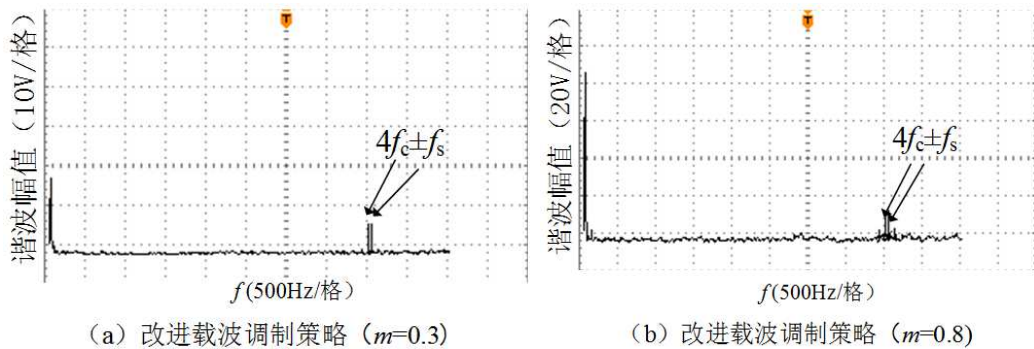 T
谐波幅值（10V/格）
4fc±fs
f(500Hz/格）
（a）改进载波调制策略（m=0.3)
T
谐波幅值（20V/格）
4fc±fs
f(500Hz/格）
（b）改进载波调制策略（m=0.8)